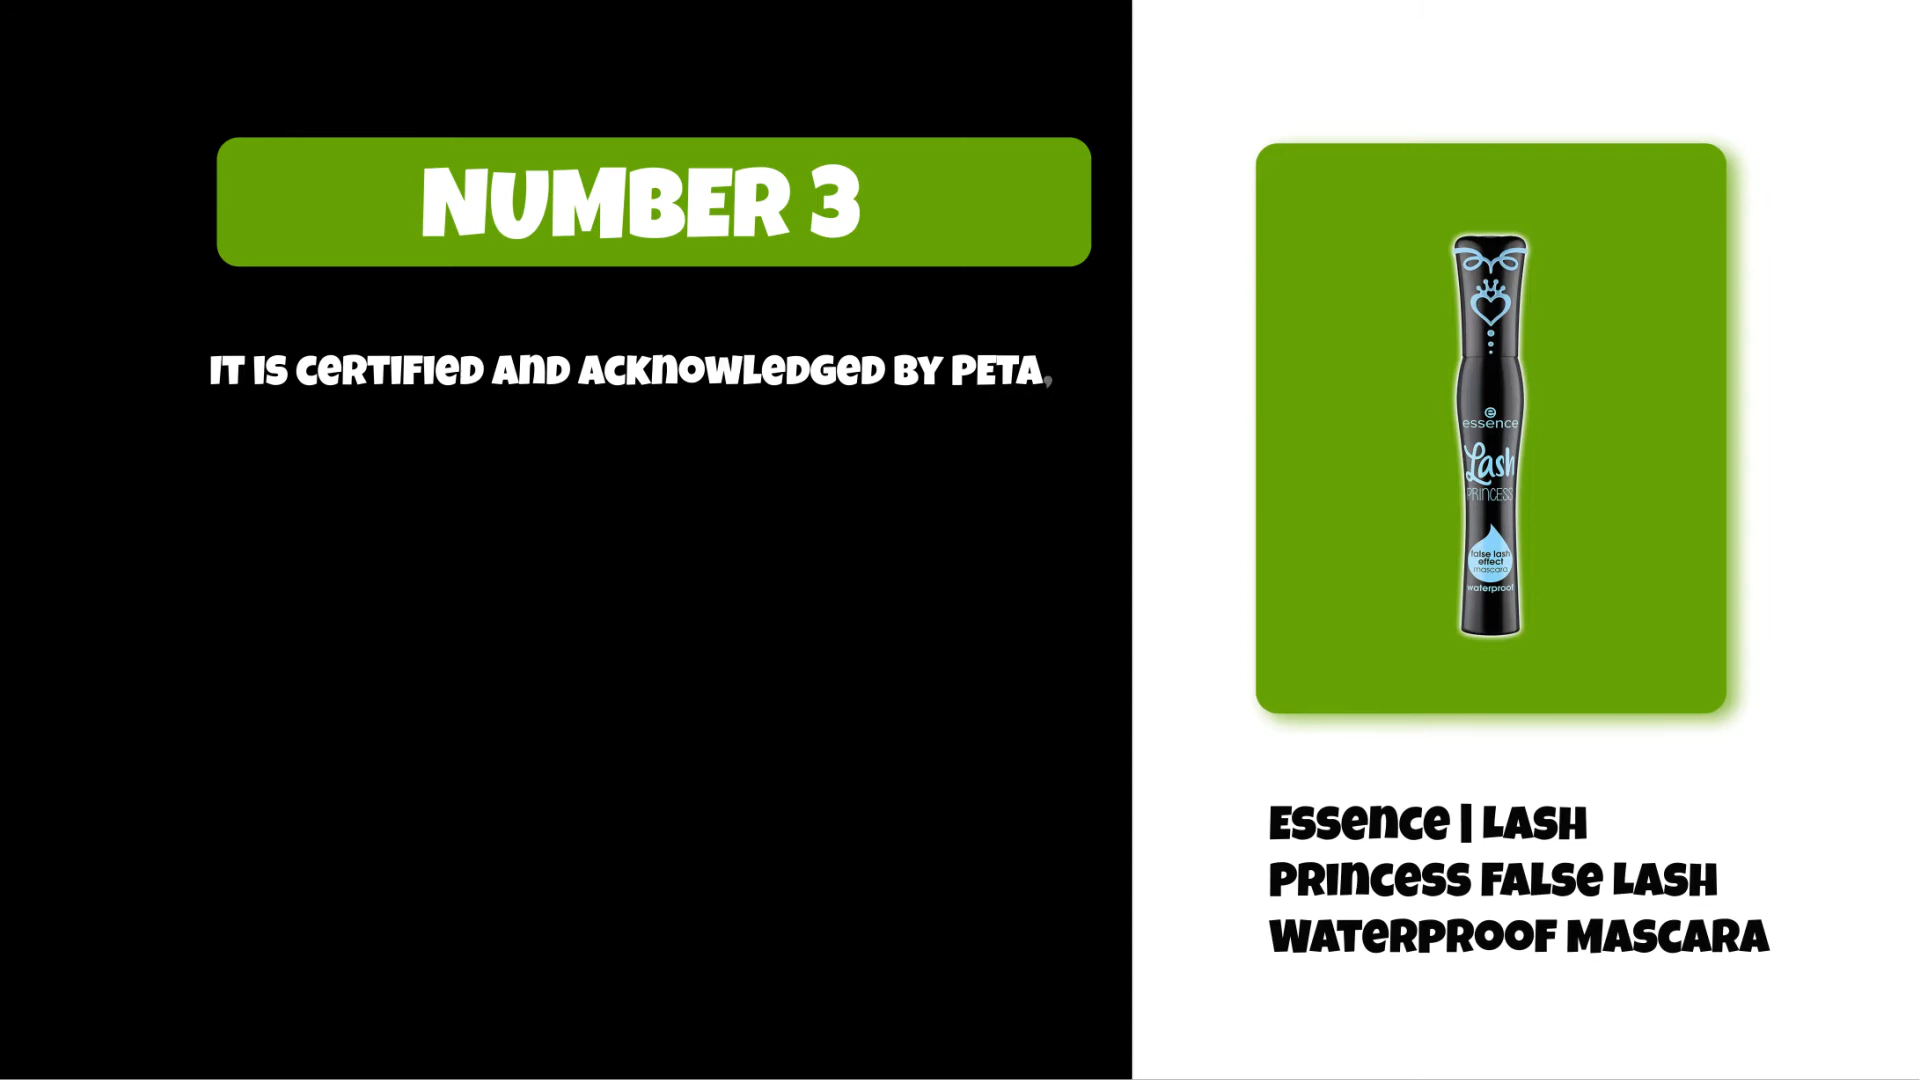 NUMBER 3
IT IS CERTIFIED AND ACKNOWLEDGED BY PETA,
essence
Lash
PRINCESS
false lash
effect
mascara
waterproof
ESSENCE | LASH
PRINCESS FALSE LASH
WATERPROOF MASCARA